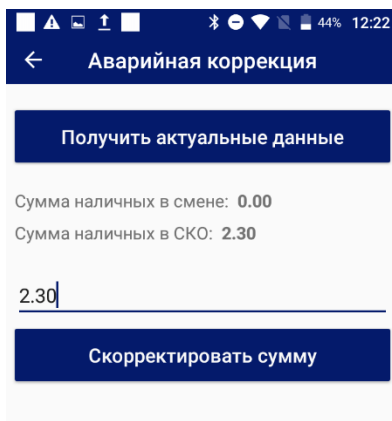 44% 12:22
Аварийная коррекция
Получить актуальные данные
Сумма наличных в смене: 0.00
Сумма наличных в СКО: 2.30
2.30
Скорректировать сумму